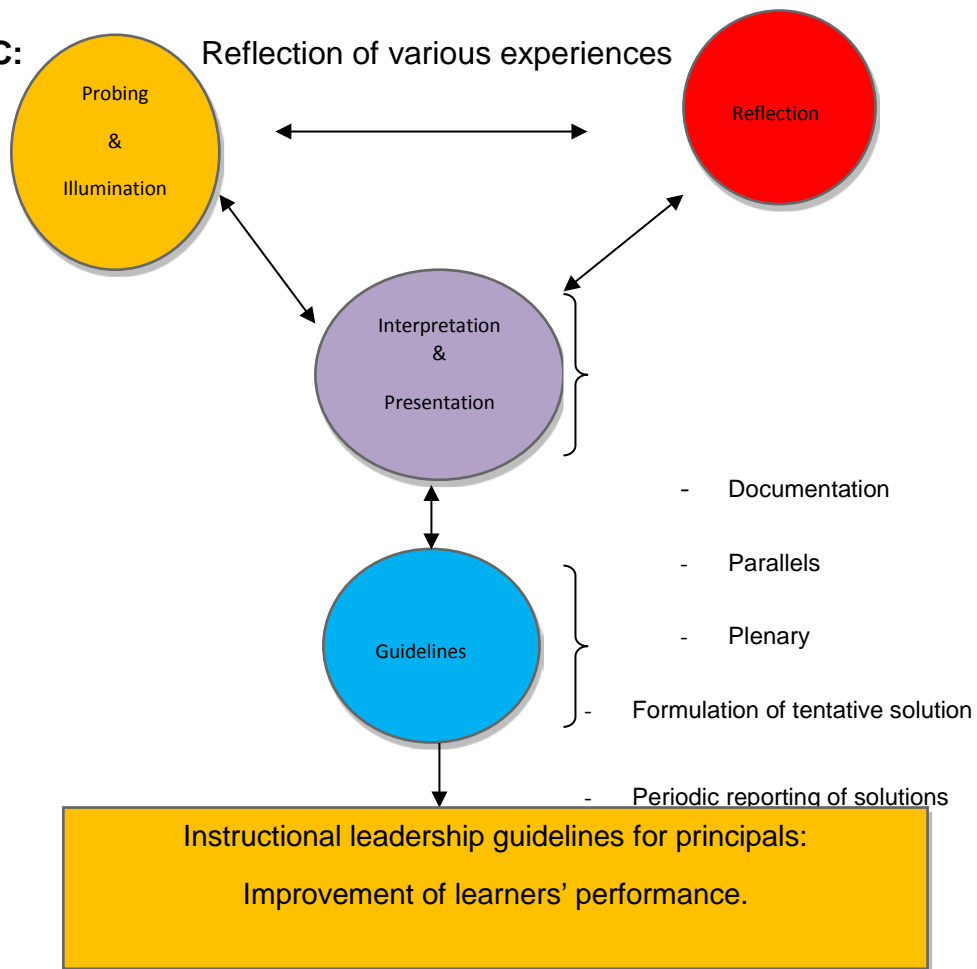 C: Reflection of various experiences
Probing
&
Illumination
Reflection
Interpretation
&
Presentation
- Documentation
- Parallels
- Plenary
Guidelines
- Formulation of tentative solution
- Periodic reporting of solutions
Instructional leadership guidelines for principals:
Improvement of learners’ performance.